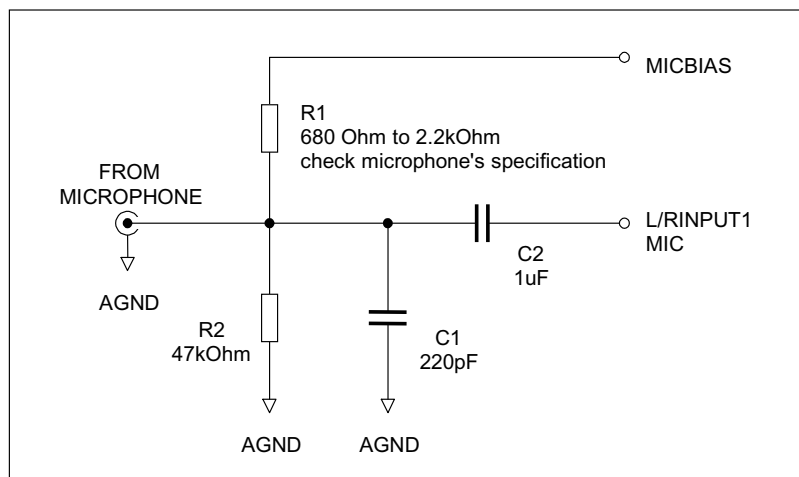 MICBIAS
R1
680 Ohm to 2.2kOhm
check microphone's specification
FROM
MICROPHONE
L/RINPUT1
MIC
C2
1uF
AGND
R2
47kOhm
C1
220pF
AGND
AGND